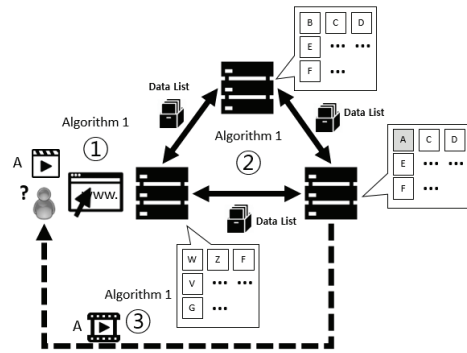 B C D
E ... ...
F ...
Data List
Data List
Algorithm 1
①
Algorithm 1
②
A C D
E ... ...
F ...
A
?
www.
Data List
W Z F
V ... ...
G ...
Algorithm 1
A
③